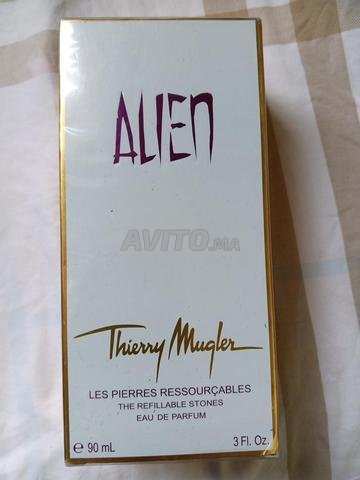 ALIEN
AVITO.ma
Thierry Mugler
LES PIERRES RESSOURÇABLES
THE REFILLABLE STONES
EAU DE PARFUM
℮ 90 mL 3 Fl. Oz.